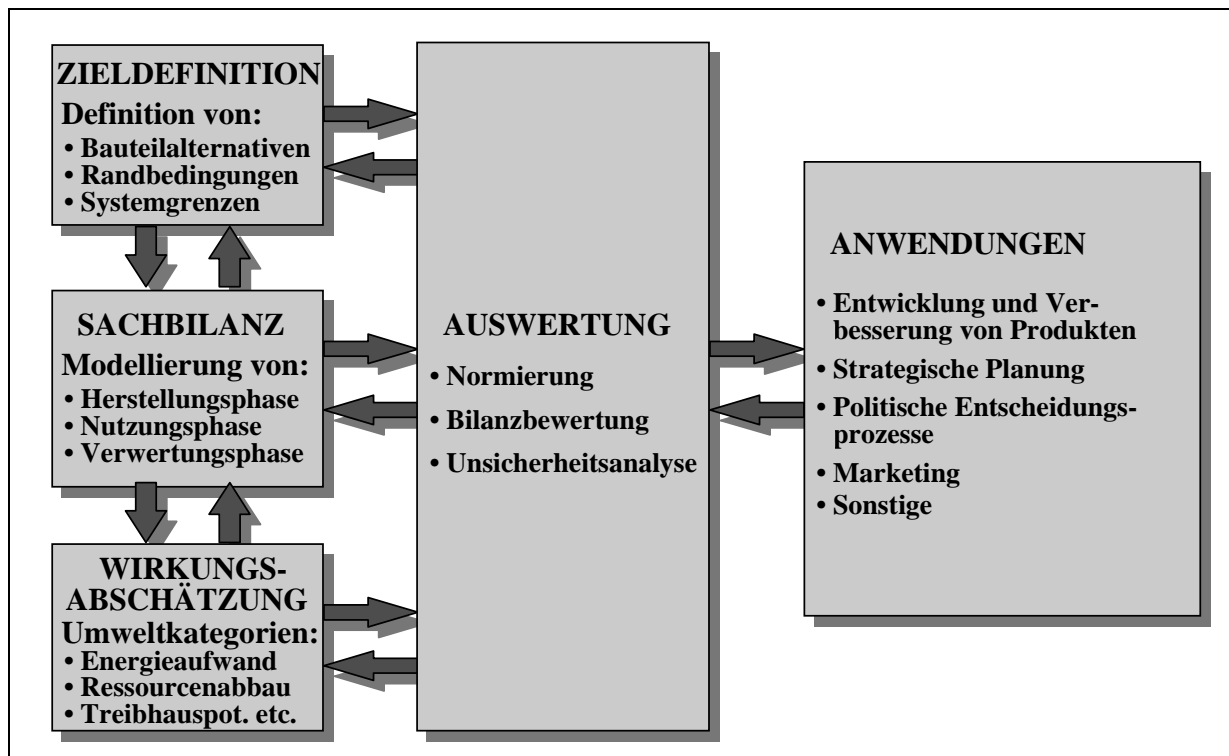 ZIELDEFINITION
Definition von:
• Bauteilalternativen
• Randbedingungen
• Systemgrenzen
SACHBILANZ
Modellierung von:
• Herstellungsphase
• Nutzungsphase
• Verwertungsphase
WIRKUNGS-
ABSCHÄTZUNG
Umweltkategorien:
• Energieaufwand
• Ressourcenabbau
• Treibhauspot. etc.
AUSWERTUNG
• Normierung
• Bilanzbewertung
• Unsicherheitsanalyse
ANWENDUNGEN
• Entwicklung und Ver-
besserung von Produkten
• Strategische Planung
• Politische Entscheidungs-
prozesse
• Marketing
• Sonstige